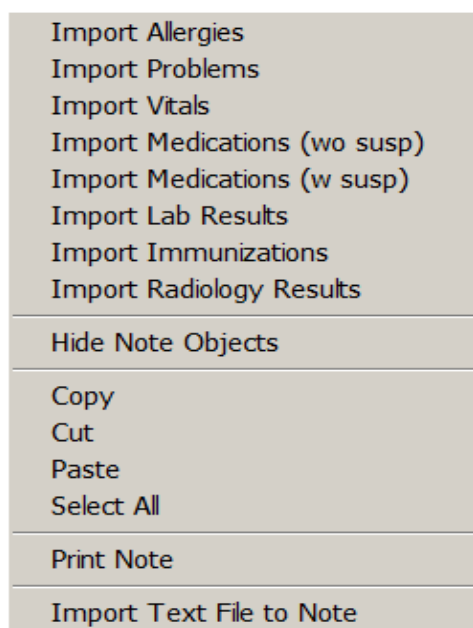 Import Allergies
Import Problems
Import Vitals
Import Medications (wo susp)
Import Medications (w susp)
Import Lab Results
Import Immunizations
Import Radiology Results
Hide Note Objects
Copy
Cut
Paste
Select All
Print Note
Import Text File to Note